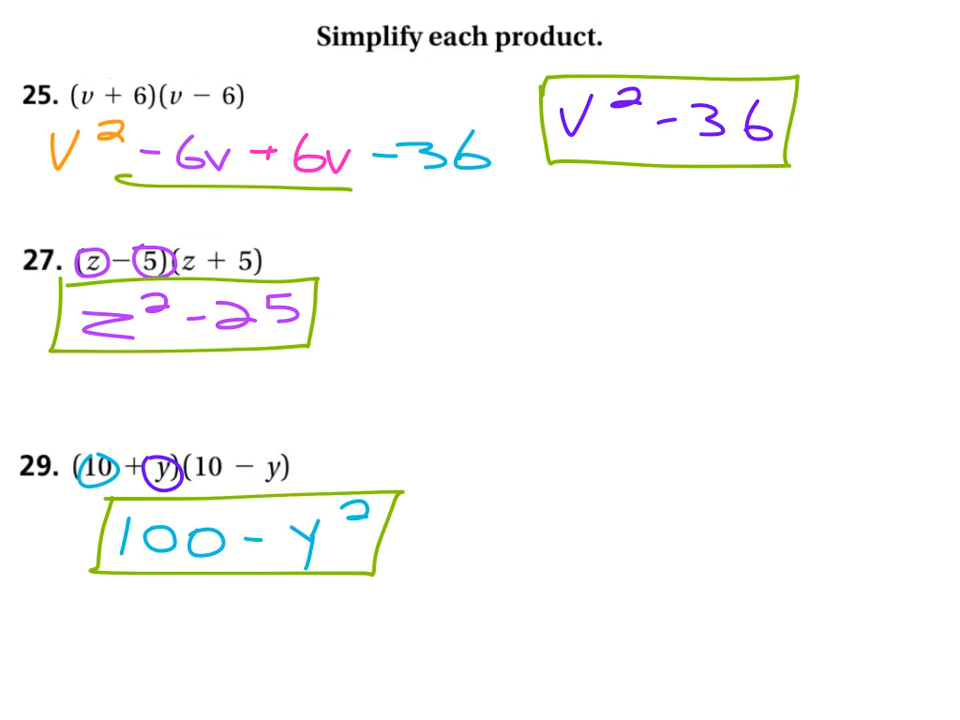 Simplify each product.
25. (v + 6)(v − 6)
v² - 6v + 6v - 36
v² - 36
27. (z − 5)(z + 5)
z² - 25
29. (10 + y)(10 − y)
100 - y²